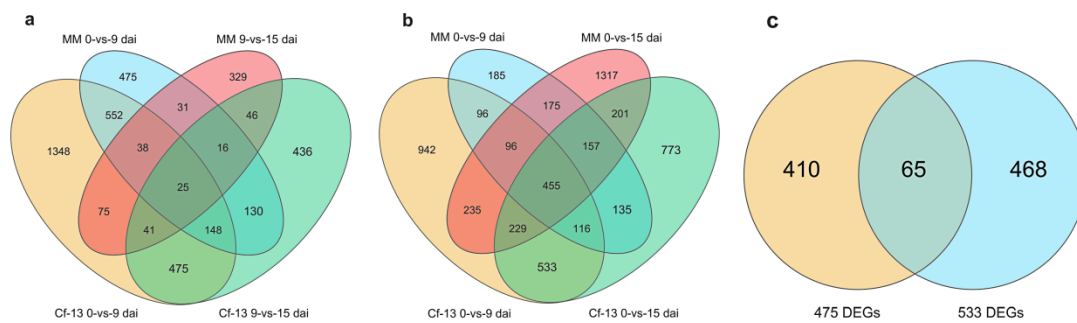 a
MM 0-vs-9 dai MM 9-vs-15 dai
475 329
552 31 46
1348 38 16 436
25
75 130
41 148
475
Cf-13 0-vs-9 dai Cf-13 9-vs-15 dai
b
MM 0-vs-9 dai MM 0-vs-15 dai
185 1317
96 175 201
942 96 157 773
455
235 135
229 116
533
Cf-13 0-vs-9 dai Cf-13 0-vs-15 dai
c
410 65 468
475 DEGs 533 DEGs